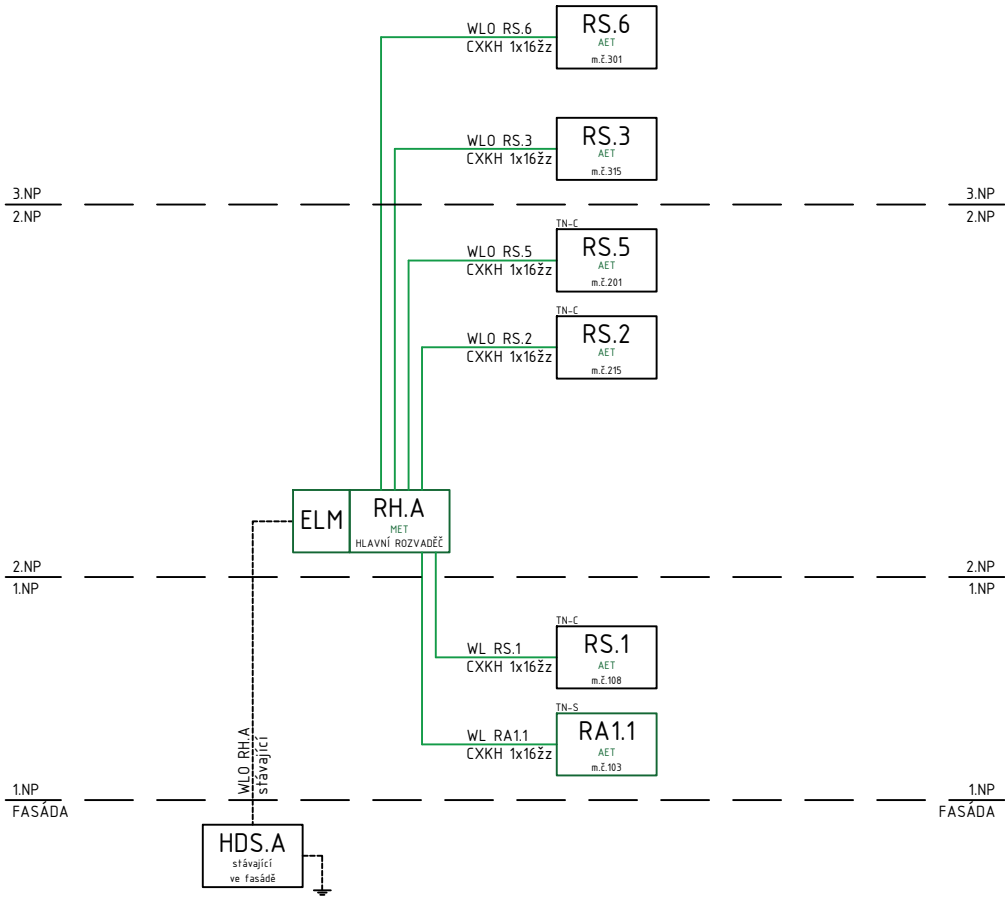 WLO RS.6
CXKH 1x16žz
RS.6
AET
m.č.301
WLO RS.3
CXKH 1x16žz
RS.3
AET
m.č.315
3.NP
2.NP
3.NP
2.NP
TN-C
WLO RS.5
CXKH 1x16žz
RS.5
AET
m.č.201
TN-C
WLO RS.2
CXKH 1x16žz
RS.2
AET
m.č.215
ELM
RH.A
MET
HLAVNÍ ROZVADĚČ
2.NP
1.NP
2.NP
1.NP
TN-C
WL RS.1
CXKH 1x16žz
RS.1
AET
m.č.108
TN-S
WL RA1.1
CXKH 1x16žz
RA1.1
AET
m.č.103
WLO RH.A
stávající
1.NP
FASÁDA
1.NP
FASÁDA
HDS.A
stávající
ve fasádě